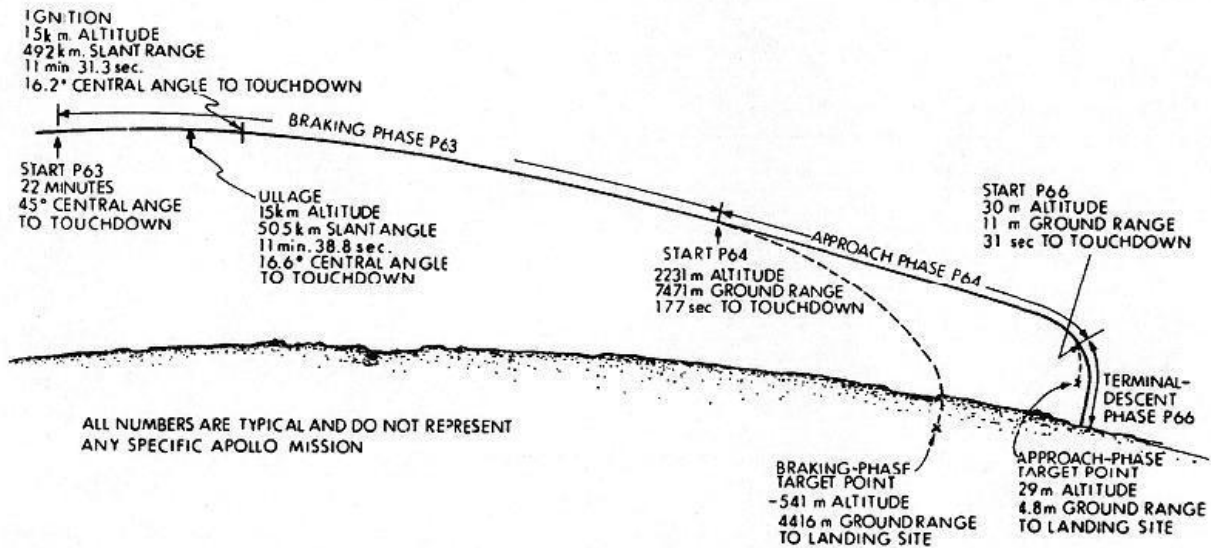 IGNITION
15km. ALTITUDE
492km. SLANT RANGE
11 min 31.3 sec.
16.2° CENTRAL ANGLE TO TOUCHDOWN
BRAKING PHASE P63
START P63
22 MINUTES
45° CENTRAL ANGE
TO TOUCHDOWN
ULLAGE
15km ALTITUDE
505km SLANT ANGLE
11min. 38.8 sec.
16.6° CENTRAL ANGLE
TO TOUCHDOWN
START P64
2231m ALTITUDE
7471m GROUND RANGE
177 sec TO TOUCHDOWN
APPROACH PHASE P64
START P66
30 m ALTITUDE
11 m GROUND RANGE
31 sec TO TOUCHDOWN
TERMINAL-
DESCENT
PHASE P66
ALL NUMBERS ARE TYPICAL AND DO NOT REPRESENT
ANY SPECIFIC APOLLO MISSION
BRAKING-PHASE
TARGET POINT
-541 m ALTITUDE
4416 m GROUND RANGE
TO LANDING SITE
APPROACH-PHASE
TARGET POINT
29m ALTITUDE
4.8m GROUND RANGE
TO LANDING SITE